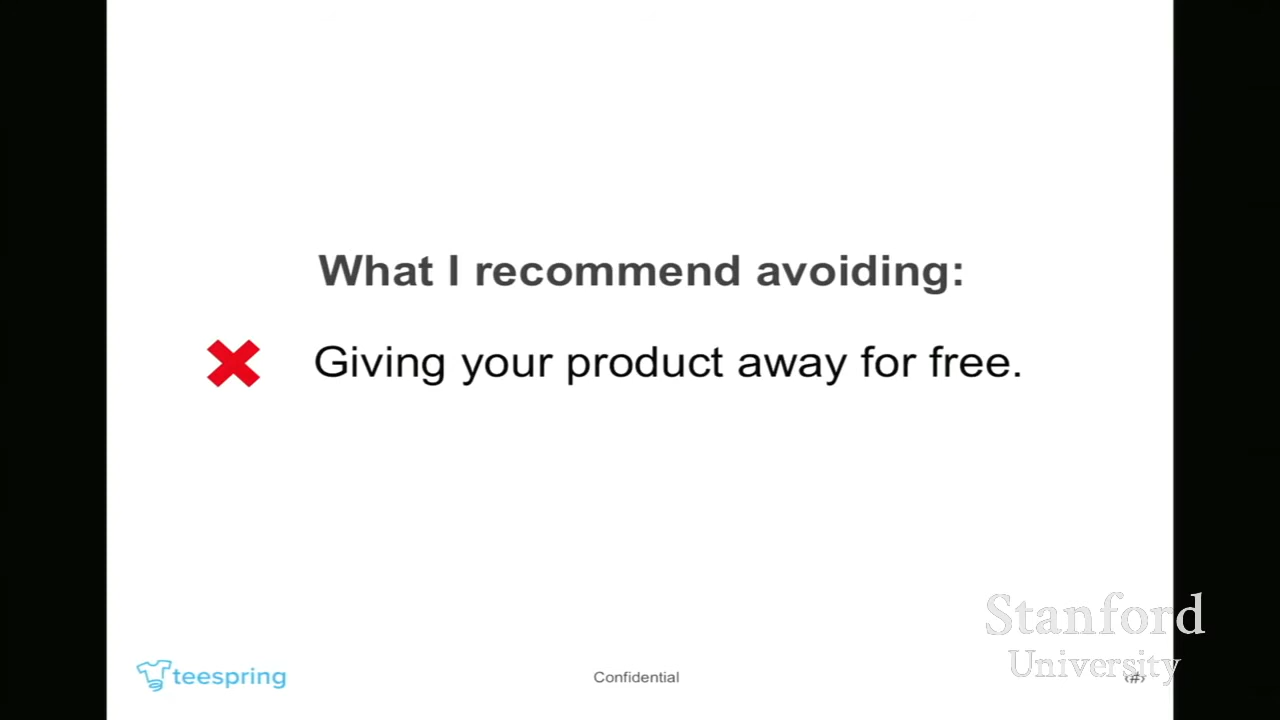 What I recommend avoiding:
Giving your product away for free.
Stanford
University
teespring
Confidential
‹#›